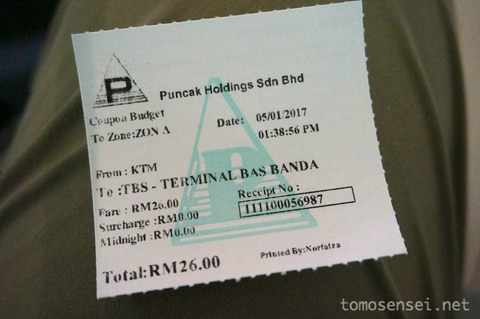 P
Puncak Holdings Sdn Bhd
Coupon Budget
To Zone:ZON A
Date: 05/01/2017
01:38:56 PM
From : KTM
To :TBS - TERMINAL BAS BANDA
Fare : RM26.00
Surcharge :RM0.00
Midnight :RM0.00
Receipt No :
111100056987
Total:RM26.00
Printed By:Norfaiza
tomosensei.net